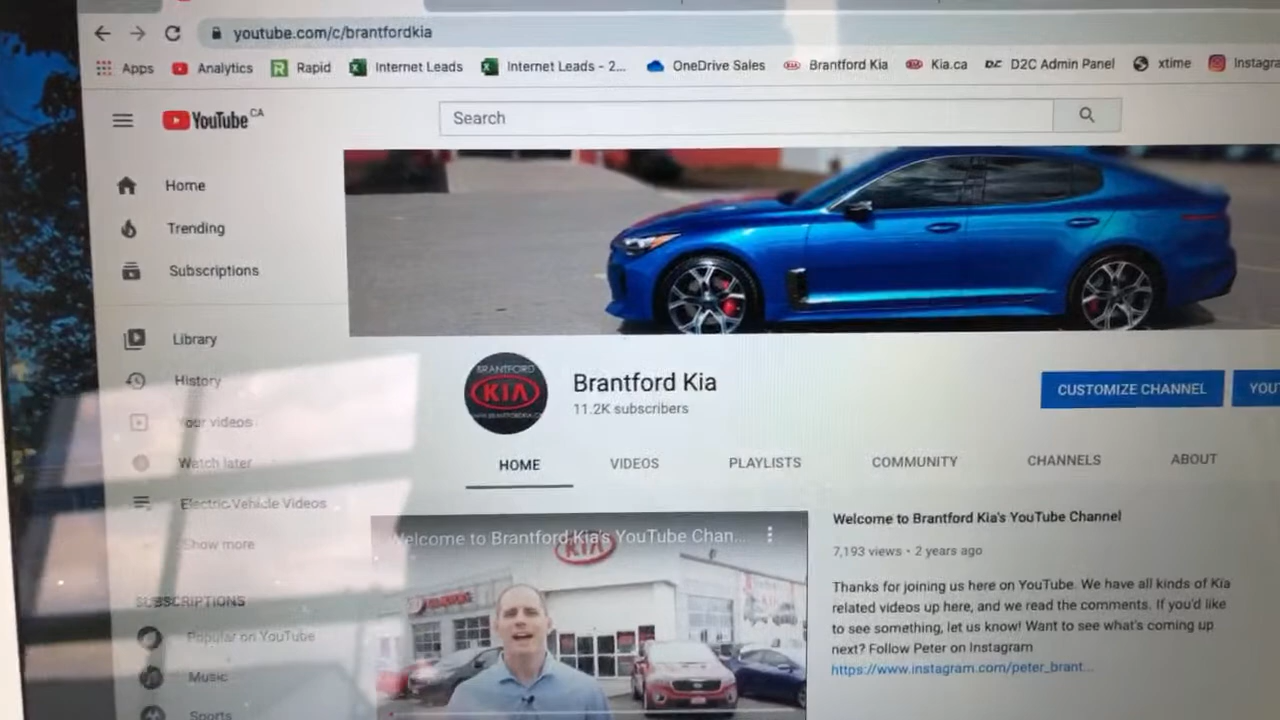 youtube.com/c/brantfordkia
Apps Analytics Rapid Internet Leads Internet Leads - 2... OneDrive Sales Brantford Kia Kia.ca D2C Admin Panel xtime Instagra
YouTube CA
Search
Home
Trending
Subscriptions
Library
History
Your videos
Watch later
Electric Vehicle Videos
Show more
SUBSCRIPTIONS
Popular on YouTube
Music
Sports
BRANTFORD
KIA
Brantford Kia
11.2K subscribers
CUSTOMIZE CHANNEL YOU
HOME VIDEOS PLAYLISTS COMMUNITY CHANNELS ABOUT
Welcome to Brantford Kia's YouTube Chan...
KIA
Welcome to Brantford Kia's YouTube Channel
7,193 views • 2 years ago
Thanks for joining us here on YouTube. We have all kinds of Kia
related videos up here, and we read the comments. If you'd like
to see something, let us know! Want to see what's coming up
next? Follow Peter on Instagram
https://www.instagram.com/peter_brant...